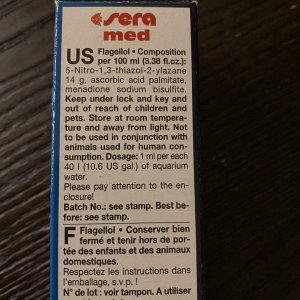 sera
med
US Flagellol • Composition
per 100 ml (3.38 fl.oz.):
5-Nitro-1,3-thiazol-2-ylazane
14 g, ascorbic acid palmitate,
menadione sodium bisulfite.
Keep under lock and key and
out of reach of children and
pets. Store at room tempera-
ture and away from light. Not
to be used in conjunction with
animals used for human con-
sumption. Dosage: 1 ml per each
40 l (10.6 US gal.) of aquarium
water.
Please pay attention to the en-
closure!
Batch No.: see stamp. Best be-
fore: see stamp.
F Flagellol • Conserver bien
fermé et tenir hors de por-
tée des enfants et des animaux
domestiques.
Respectez les instructions dans
l'emballage, s.v.p. !
N° de lot : voir tampon. A utiliser